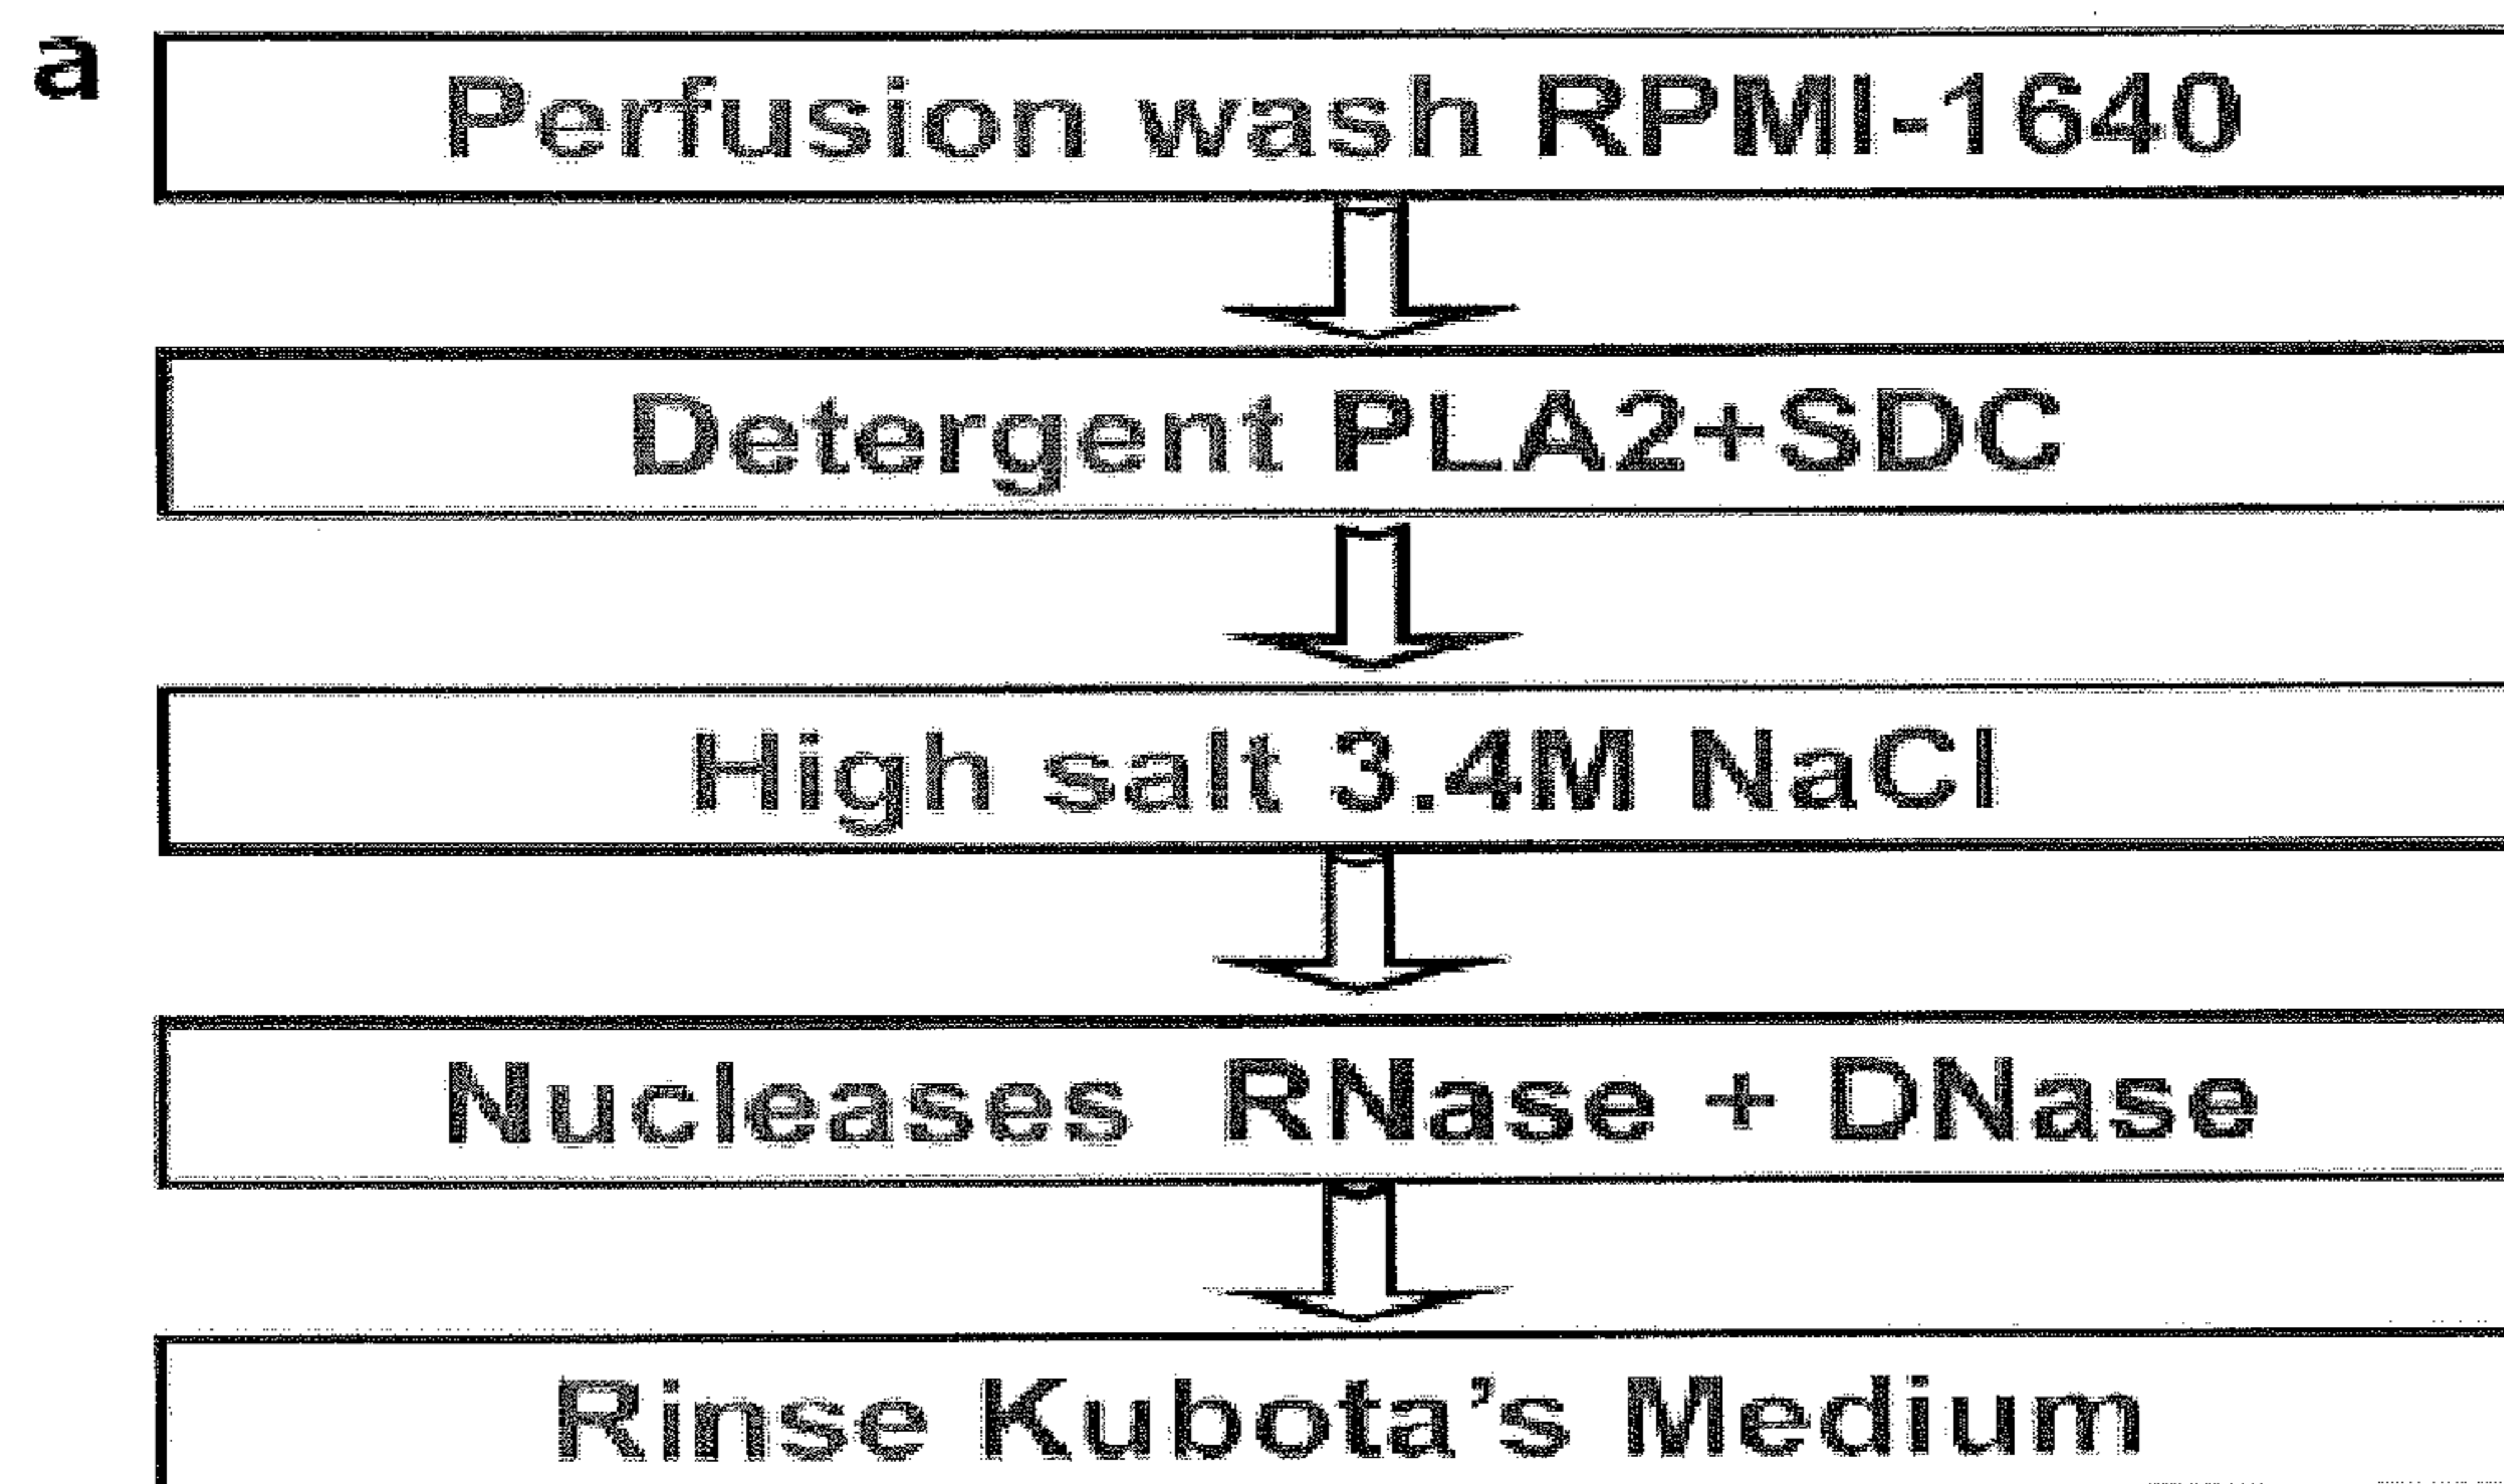 a
Perfusion wash RPMI-1640
Detergent PLA2+SDC
High salt 3.4M NaCl
Nucleases RNase + DNase
Rinse Kubota’s Medium